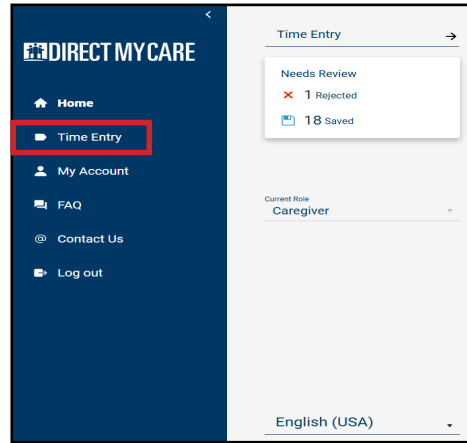 DIRECT MY CARE
Home
Time Entry
My Account
FAQ
@ Contact Us
Log out
Time Entry
Needs Review
1 Rejected
18 Saved
Current Role
Caregiver
English (USA)